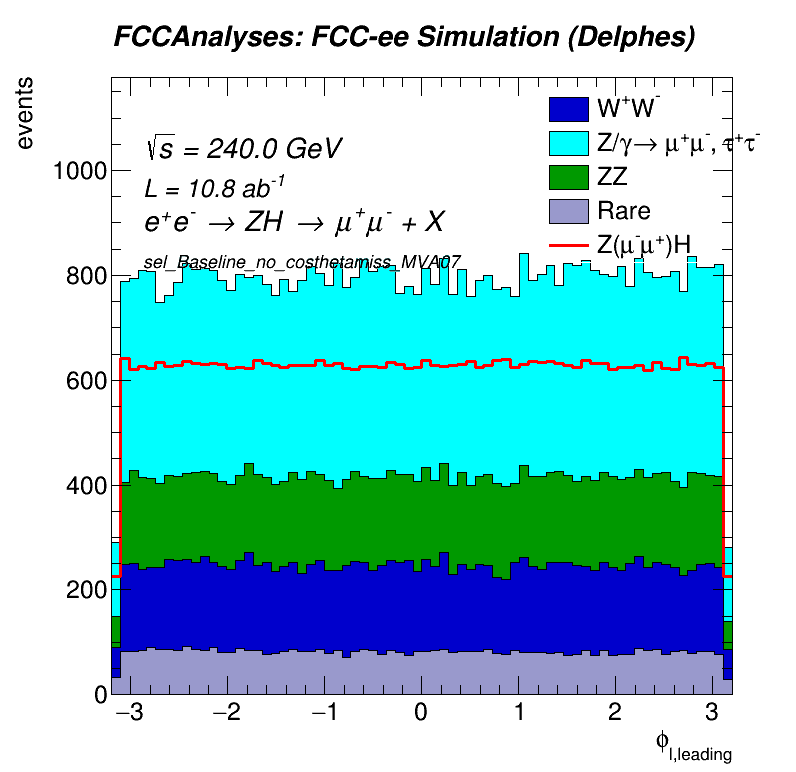 FCCAnalyses: FCC-ee Simulation (Delphes)
events
√s = 240.0 GeV
L = 10.8 ab⁻¹
e⁺e⁻ → ZH → μ⁺μ⁻ + X
sel_Baseline_no_costhetamiss_MVA07
W⁺W⁻
Z/γ→ μ⁺μ⁻, τ⁺τ⁻
ZZ
Rare
Z(μ⁻μ⁺)H
1000
800
600
400
200
0
−3 −2 −1 0 1 2 3
ϕl,leading